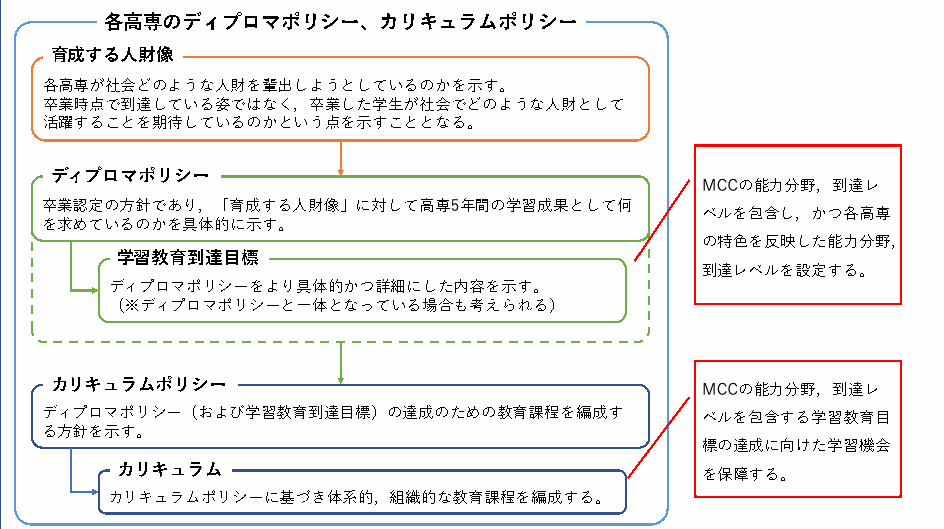 各高専のディプロマポリシー、カリキュラムポリシー
育成する人財像
各高専が社会どのような人財を輩出しようとしているのかを示す。
卒業時点で到達している姿ではなく，卒業した学生が社会でどのような人財として
活躍することを期待しているのかという点を示すこととなる。
ディプロマポリシー
卒業認定の方針であり，「育成する人財像」に対して高専5年間の学習成果として何
を求めているのかを具体的に示す。
学習教育到達目標
ディプロマポリシーをより具体的かつ詳細にした内容を示す。
（※ディプロマポリシーと一体となっている場合も考えられる）
カリキュラムポリシー
ディプロマポリシー（および学習教育到達目標）の達成のための教育課程を編成す
る方針を示す。
カリキュラム
カリキュラムポリシーに基づき体系的，組織的な教育課程を編成する。
MCCの能力分野，到達レ
ベルを包含し，かつ各高専
の特色を反映した能力分野，
到達レベルを設定する。
MCCの能力分野，到達レ
ベルを包含する学習教育目
標の達成に向けた学習機会
を保障する。